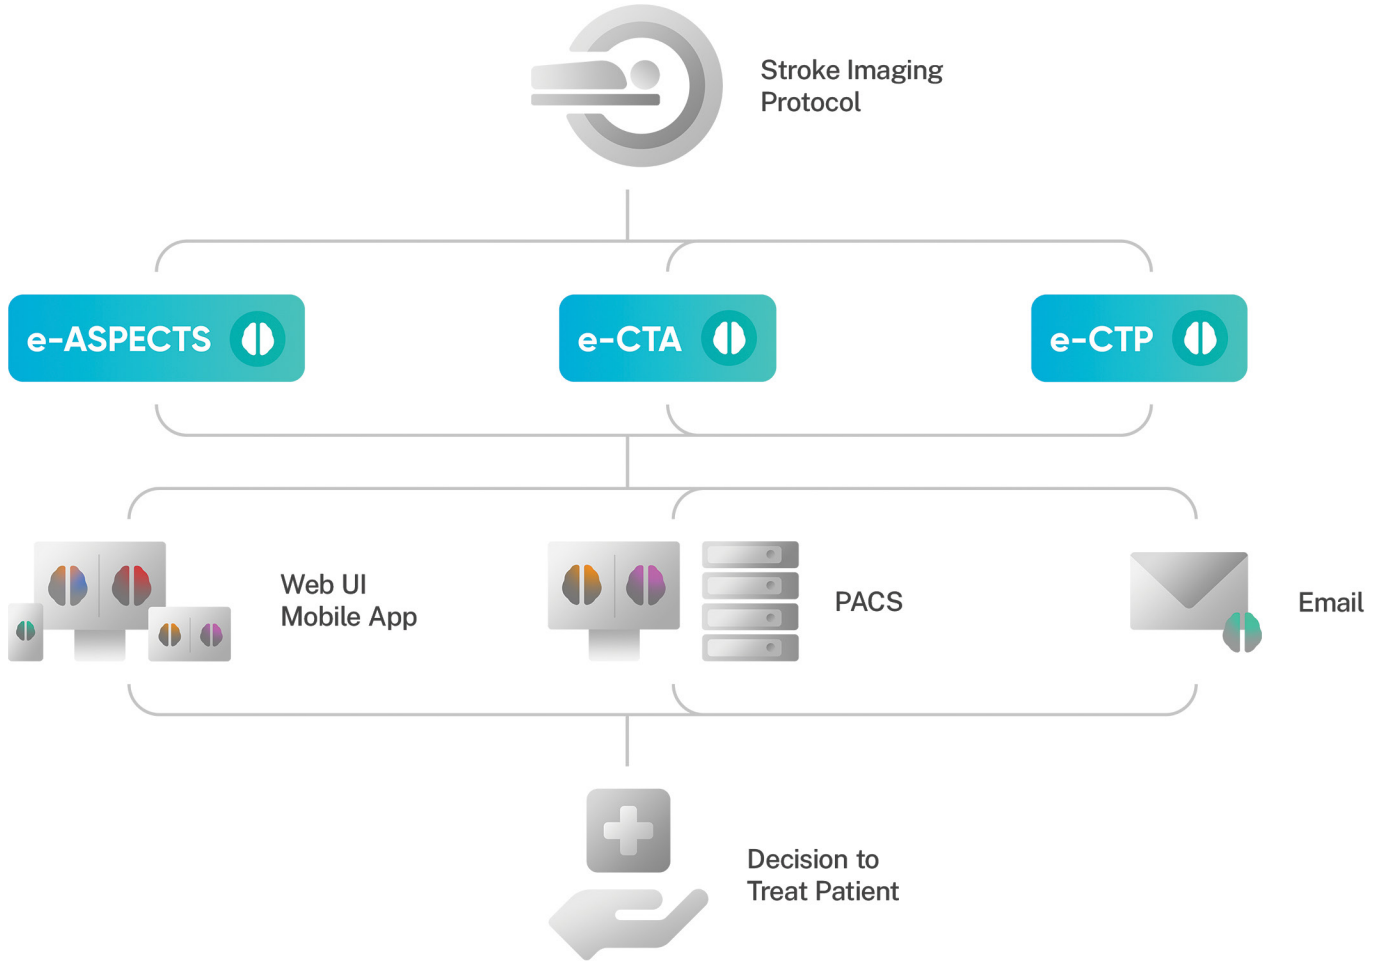 Stroke Imaging
Protocol
e-ASPECTS
e-CTA
e-CTP
Web UI
Mobile App
PACS
Email
Decision to
Treat Patient